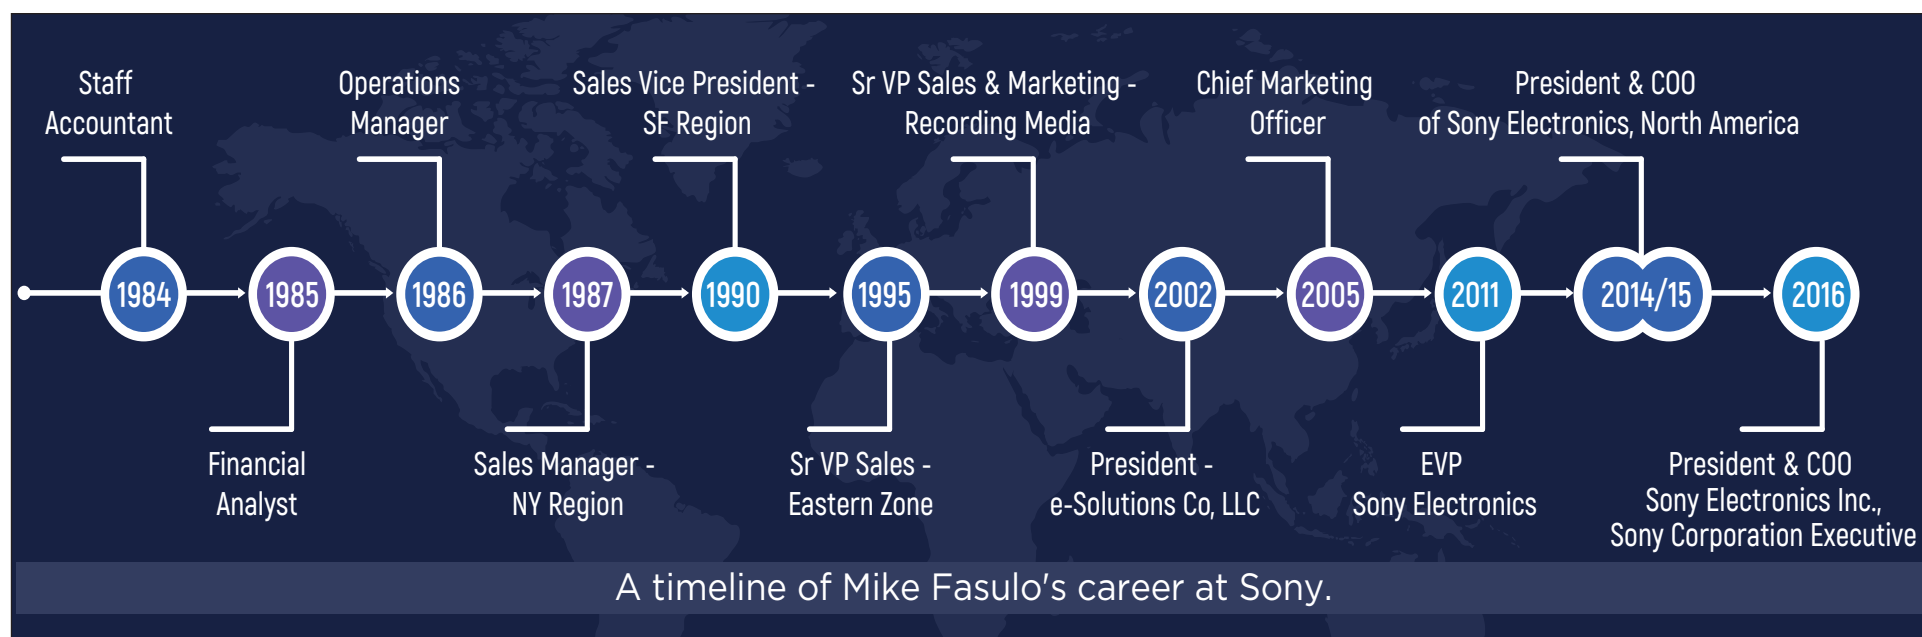 Staff
Accountant
Operations
Manager
Sales Vice President -
SF Region
Sr VP Sales & Marketing -
Recording Media
Chief Marketing
Officer
President & COO
of Sony Electronics, North America
1984
1985
1986
1987
1990
1995
1999
2002
2005
2011
2014/15
2016
Financial
Analyst
Sales Manager -
NY Region
Sr VP Sales -
Eastern Zone
President -
e-Solutions Co, LLC
EVP
Sony Electronics
President & COO
Sony Electronics Inc.,
Sony Corporation Executive
A timeline of Mike Fasulo's career at Sony.